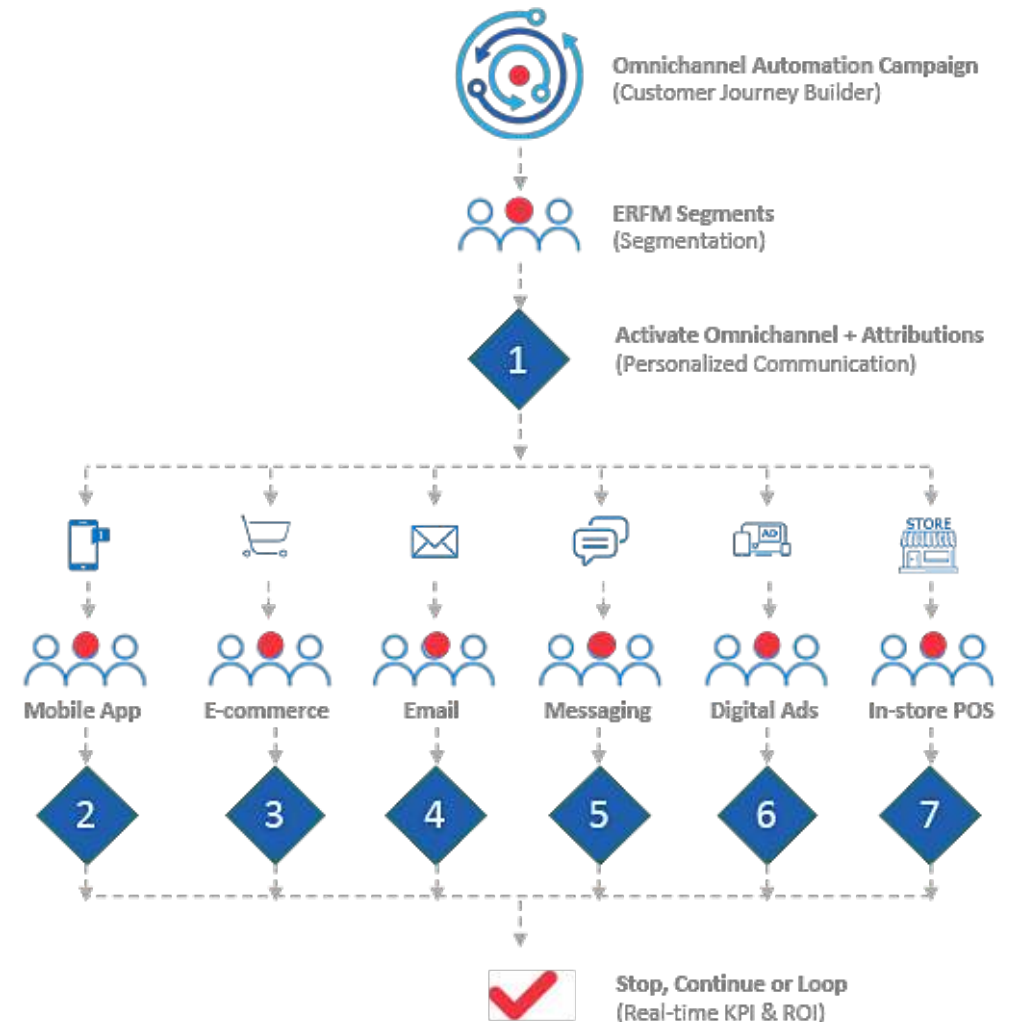 Omnichannel Automation Campaign
(Customer Journey Builder)
ERFM Segments
(Segmentation)
1
Activate Omnichannel + Attributions
(Personalized Communication)
1
AD
STORE
Mobile App
E-commerce
Email
Messaging
Digital Ads
In-store POS
2
3
4
5
6
7
Stop, Continue or Loop
(Real-time KPI & ROI)